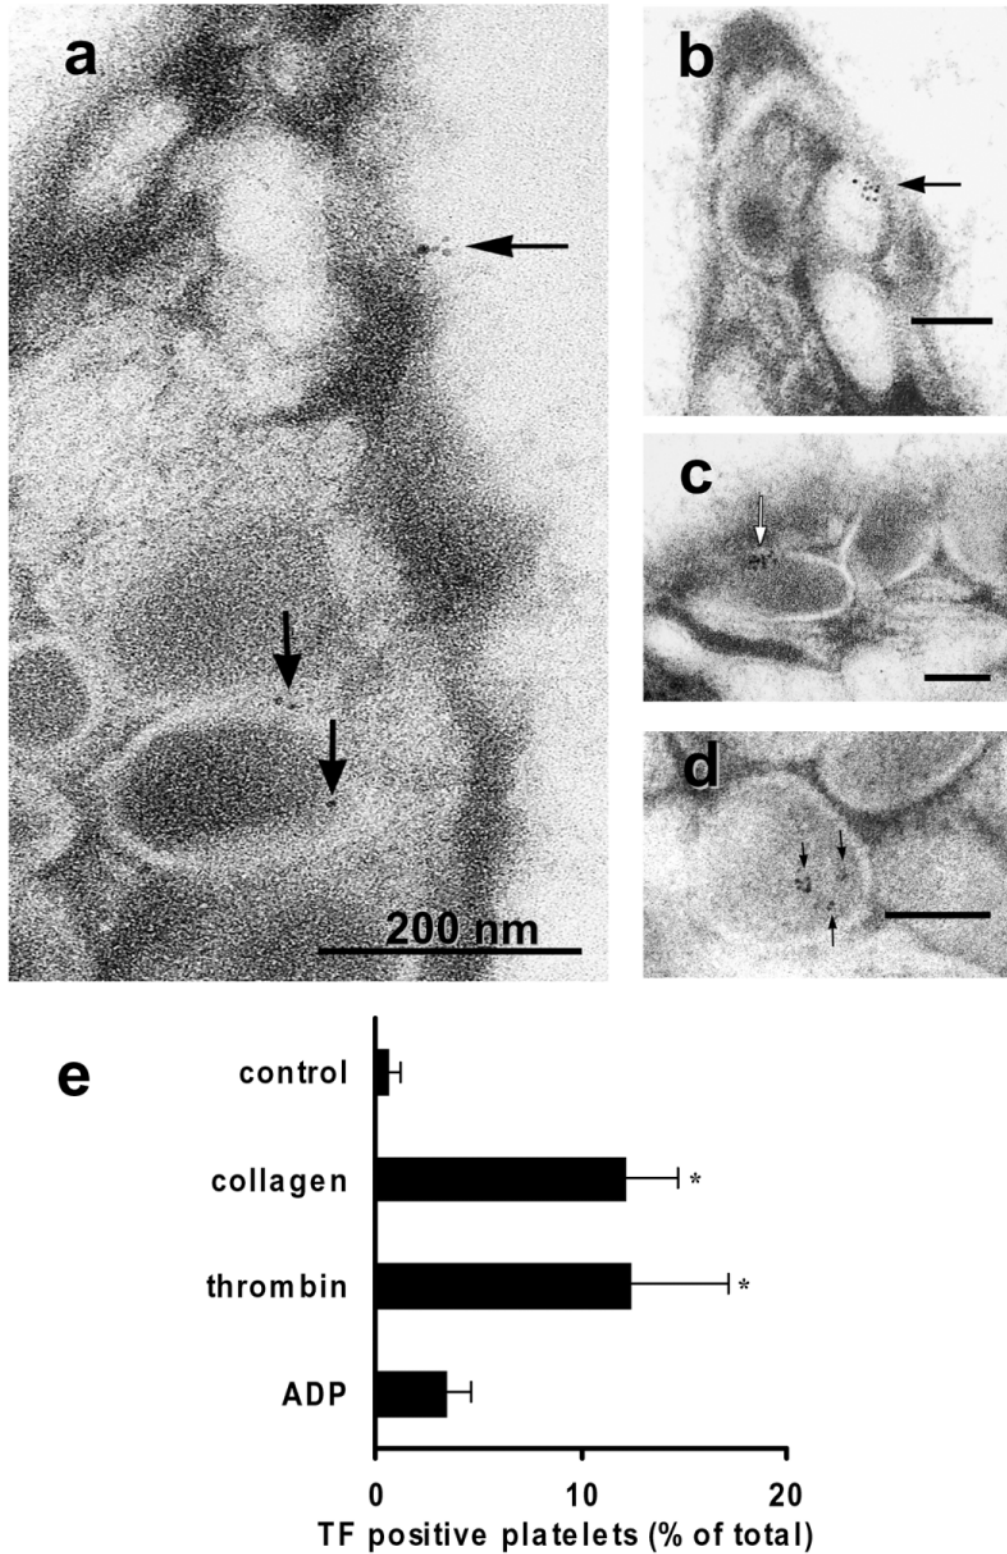 a
b
c
d
200 nm
e
control
collagen
*
thrombin
*
ADP
0 10 20
TF positive platelets (% of total)